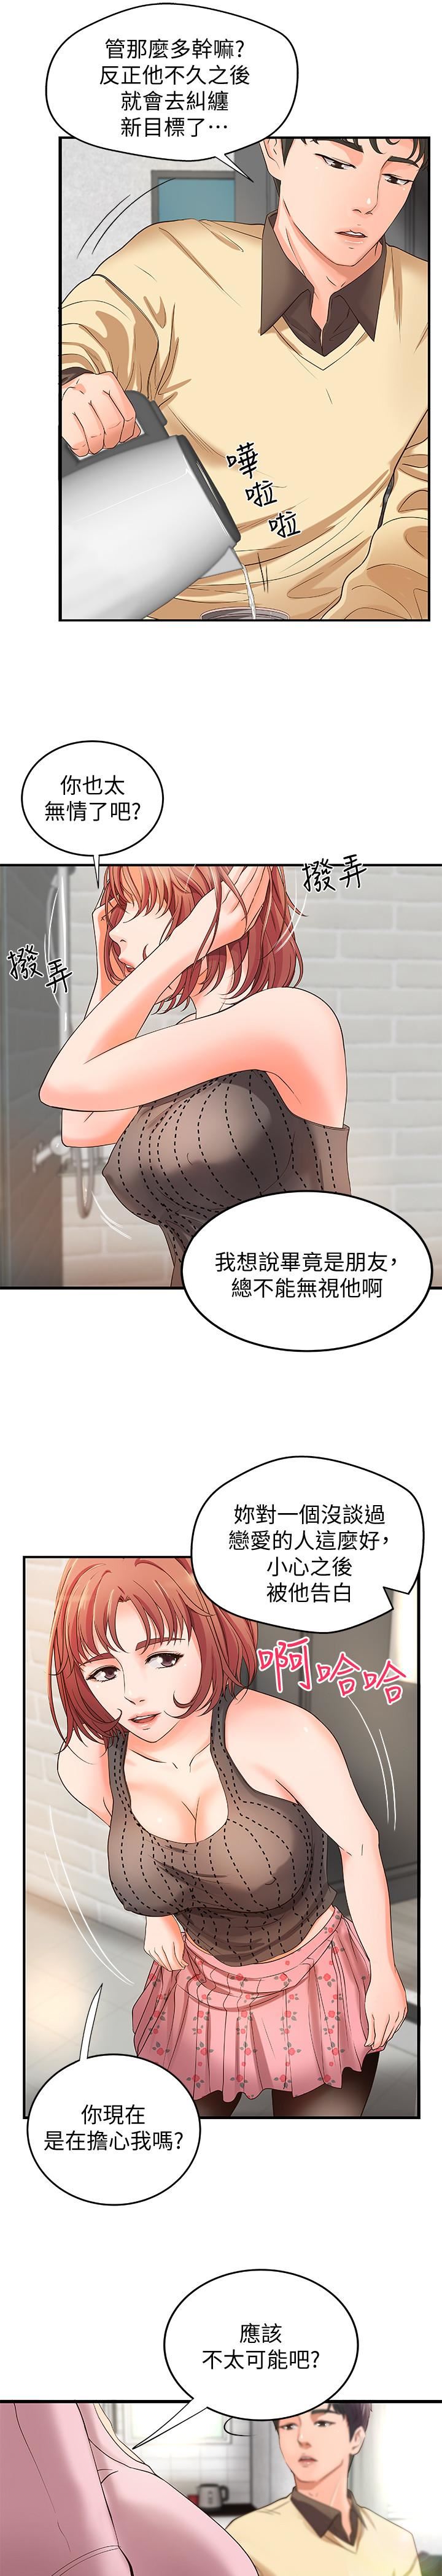 管那麼多幹嘛?
反正他不久之後
就會去糾纏
新目標了…
嘩啦啦
你也太
無情了吧?
撥弄
撥弄
我想說畢竟是朋友,
總不能無視他啊
妳對一個沒談過
戀愛的人這麼好,
小心之後
被他告白
啊哈哈
你現在
是在擔心我嗎?
應該
不太可能吧?